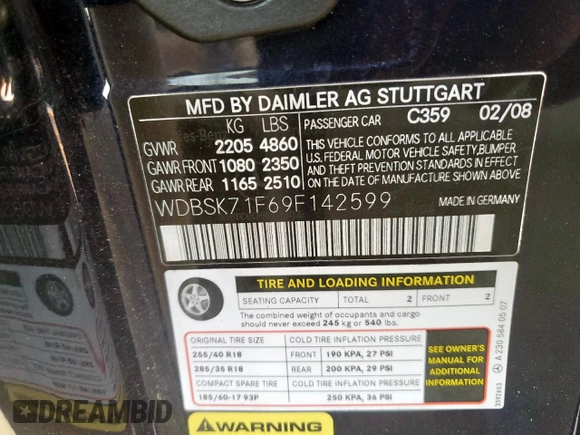 MFD BY DAIMLER AG STUTTGART
KG LBS PASSENGER CAR C359 02/08
GVWR 2205 4860
GAWR FRONT 1080 2350
GAWR REAR 1165 2510
THIS VEHICLE CONFORMS TO ALL APPLICABLE
U.S. FEDERAL MOTOR VEHICLE SAFETY,BUMPER
AND THEFT PREVENTION STANDARDS IN EFFECT
ON THE DATE OF MANUFACTURE SHOWN ABOVE
WDBSK71F69F142599 MADE IN GERMANY
TIRE AND LOADING INFORMATION
SEATING CAPACITY TOTAL 2 FRONT 2
The combined weight of occupants and cargo
should never exceed 245 kg or 540 lbs.
ORIGINAL TIRE SIZE COLD TIRE INFLATION PRESSURE
255/40 R18 FRONT 190 KPA, 27 PSI
285/35 R18 REAR 200 KPA, 29 PSI
COMPACT SPARE TIRE COLD TIRE INFLATION PRESSURE
185/60-17 93P 250 KPA, 36 PSI
SEE OWNER'S
MANUAL FOR
ADDITIONAL
INFORMATION
3392653
A 230 584 05 07
WARNING
DREAMBID